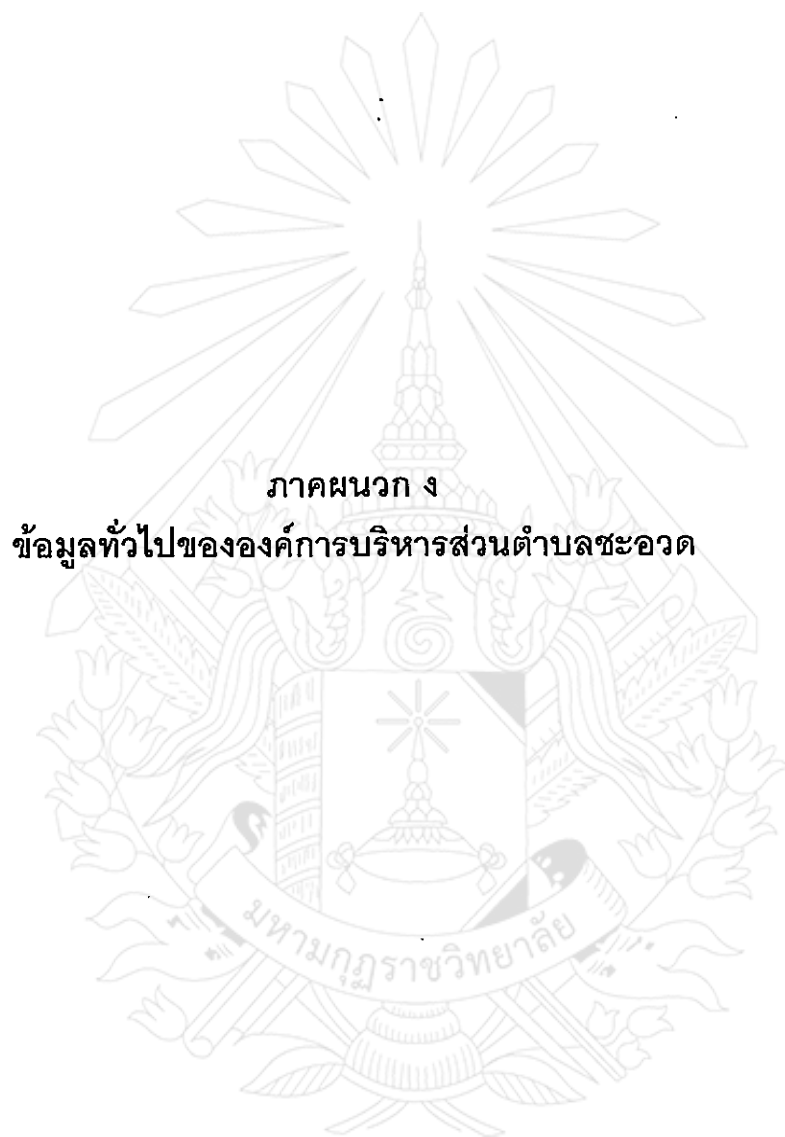 ภาคผนวก ง
ข้อมูลทั่วไปขององค์การบริหารส่วนตำบลชะอวด
มหามกุฏราชวิทยาลัย